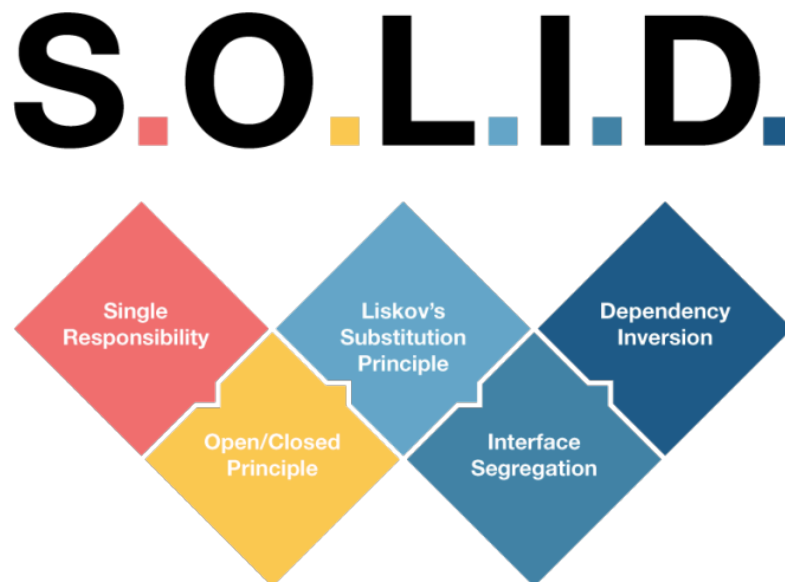 S.O.L.I.D.
Single
Responsibility
Liskov's
Substitution
Principle
Dependency
Inversion
Open/Closed
Principle
Interface
Segregation